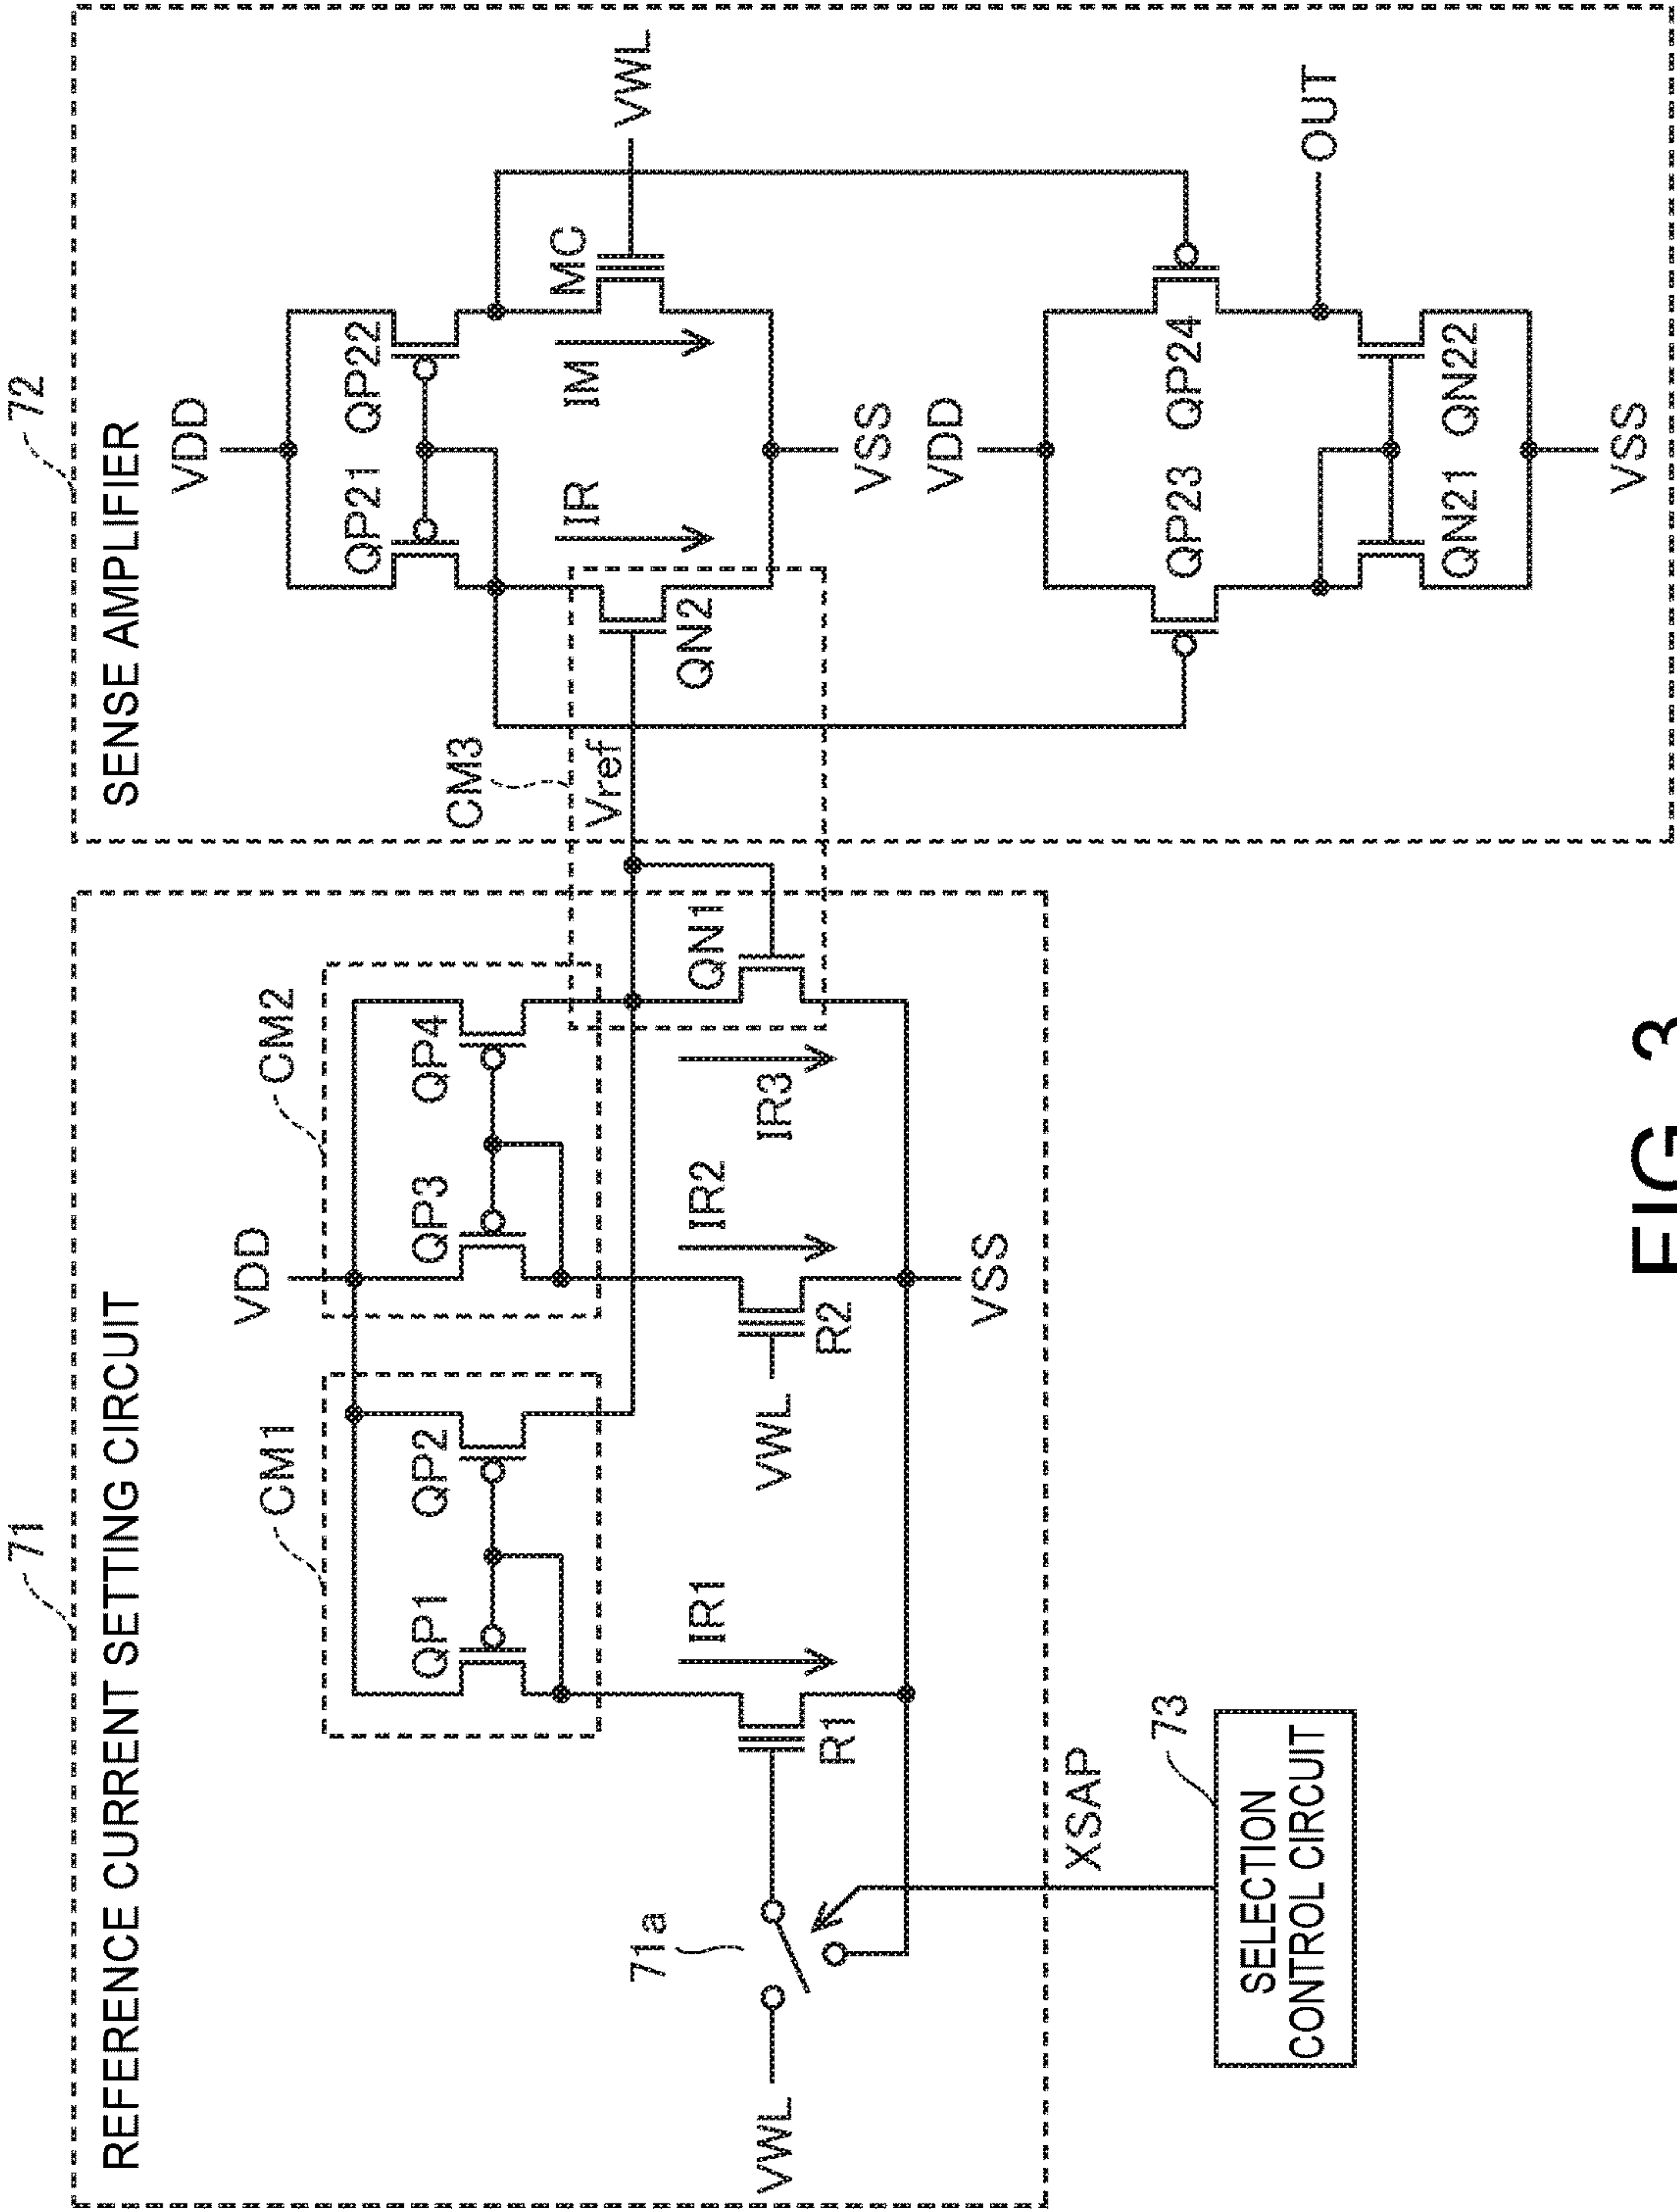 71
REFERENCE CURRENT SETTING CIRCUIT
CM1
CM2
VDD
QP1
QP2
QP3
QP4
IR1
IR2
IR3
R1
R2
QN1
VWL
VWL
71a
VSS
XSAP
73
SELECTION
CONTROL CIRCUIT
72
SENSE AMPLIFIER
CM3
Vref
VDD
QP21
QP22
IR
IM
MC
VWL
QN2
VSS
VDD
QP23
QP24
OUT
QN21
QN22
VSS
FIG. 3